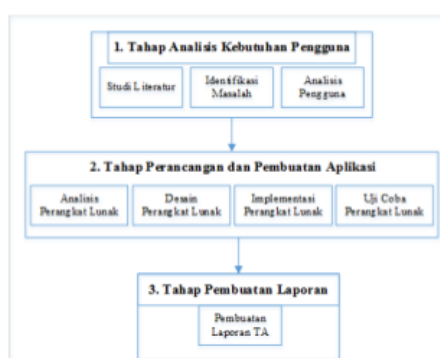 1. Tahap Analisis Kebutuhan Pengguna
Studi Literatur
Identifikasi
Masalah
Analisis
Pengguna
2. Tahap Perancangan dan Pembuatan Aplikasi
Analisis
Perangkat Lunak
Desain
Perangkat Lunak
Implementasi
Perangkat Lunak
Uji Coba
Perangkat Lunak
3. Tahap Pembuatan Laporan
Pembuatan
Laporan TA